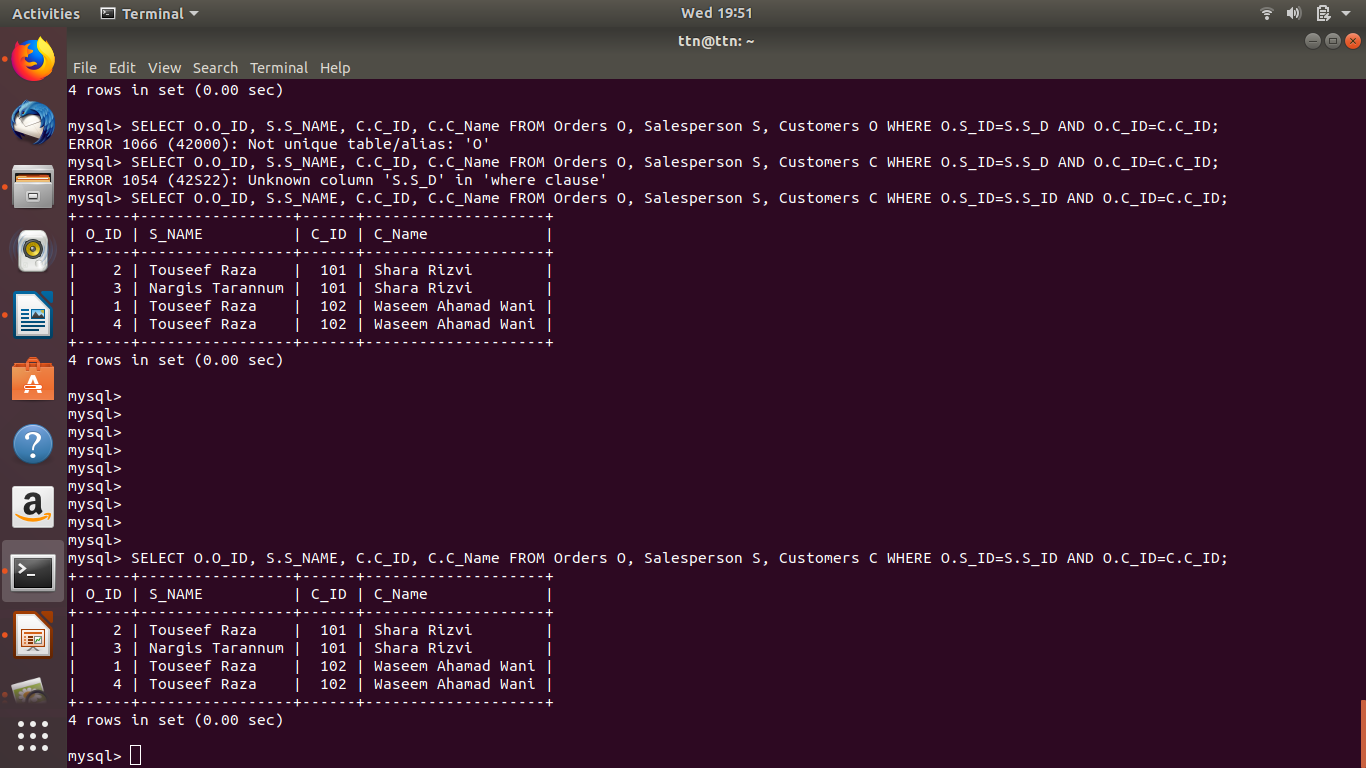 Activities Terminal Wed 19:51
ttn@ttn: ~
File Edit View Search Terminal Help
4 rows in set (0.00 sec)
mysql> SELECT O.O_ID, S.S_NAME, C.C_ID, C.C_Name FROM Orders O, Salesperson S, Customers O WHERE O.S_ID=S.S_D AND O.C_ID=C.C_ID;
ERROR 1066 (42000): Not unique table/alias: 'O'
mysql> SELECT O.O_ID, S.S_NAME, C.C_ID, C.C_Name FROM Orders O, Salesperson S, Customers C WHERE O.S_ID=S.S_D AND O.C_ID=C.C_ID;
ERROR 1054 (42S22): Unknown column 'S.S_D' in 'where clause'
mysql> SELECT O.O_ID, S.S_NAME, C.C_ID, C.C_Name FROM Orders O, Salesperson S, Customers C WHERE O.S_ID=S.S_ID AND O.C_ID=C.C_ID;
+------+-----------------+------+--------------------+
| O_ID | S_NAME          | C_ID | C_Name             |
+------+-----------------+------+--------------------+
|    2 | Touseef Raza    |  101 | Shara Rizvi        |
|    3 | Nargis Tarannum |  101 | Shara Rizvi        |
|    1 | Touseef Raza    |  102 | Waseem Ahamad Wani |
|    4 | Touseef Raza    |  102 | Waseem Ahamad Wani |
+------+-----------------+------+--------------------+
4 rows in set (0.00 sec)
mysql>
mysql>
mysql>
mysql>
mysql>
mysql>
mysql>
mysql>
mysql>
mysql> SELECT O.O_ID, S.S_NAME, C.C_ID, C.C_Name FROM Orders O, Salesperson S, Customers C WHERE O.S_ID=S.S_ID AND O.C_ID=C.C_ID;
+------+-----------------+------+--------------------+
| O_ID | S_NAME          | C_ID | C_Name             |
+------+-----------------+------+--------------------+
|    2 | Touseef Raza    |  101 | Shara Rizvi        |
|    3 | Nargis Tarannum |  101 | Shara Rizvi        |
|    1 | Touseef Raza    |  102 | Waseem Ahamad Wani |
|    4 | Touseef Raza    |  102 | Waseem Ahamad Wani |
+------+-----------------+------+--------------------+
4 rows in set (0.00 sec)
mysql>